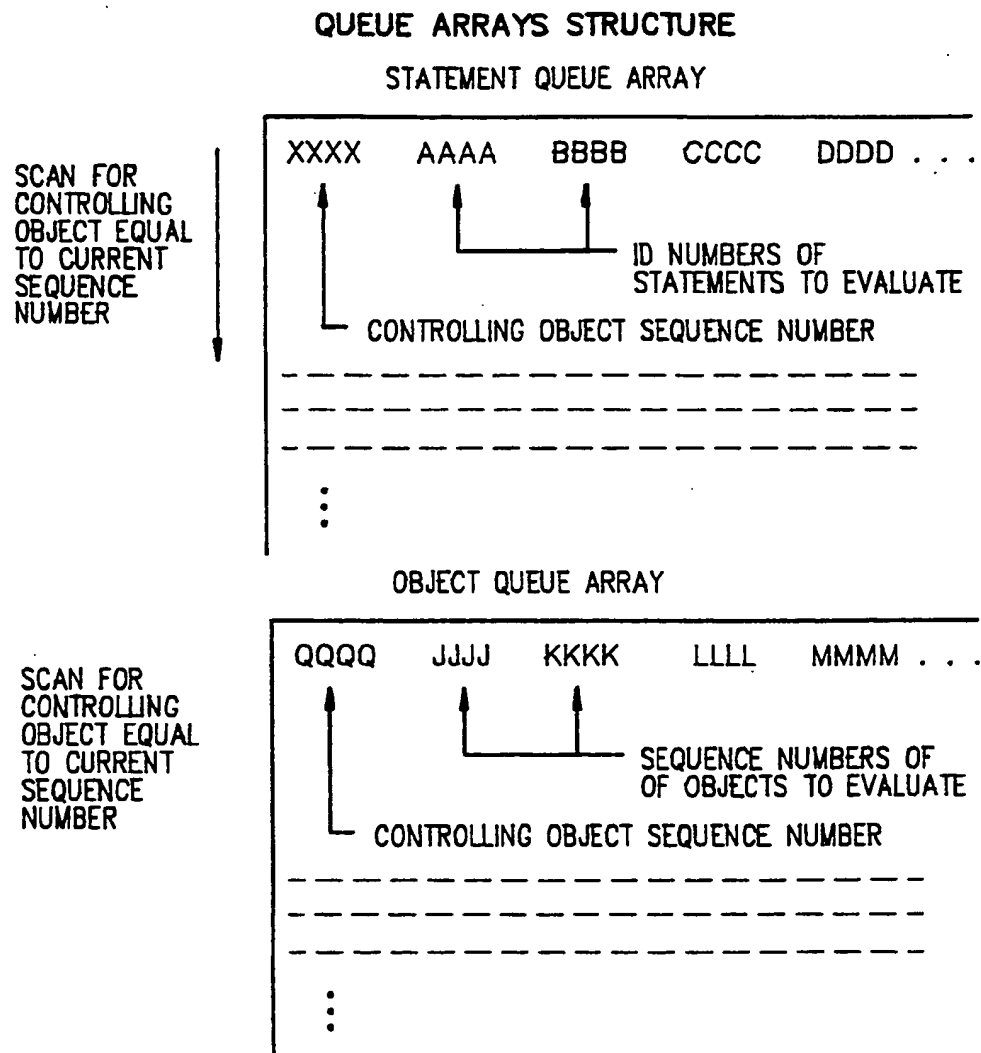 QUEUE ARRAYS STRUCTURE
STATEMENT QUEUE ARRAY
SCAN FOR
CONTROLLING
OBJECT EQUAL
TO CURRENT
SEQUENCE
NUMBER
XXXX AAAA BBBB CCCC DDDD . . .
ID NUMBERS OF
STATEMENTS TO EVALUATE
CONTROLLING OBJECT SEQUENCE NUMBER
OBJECT QUEUE ARRAY
SCAN FOR
CONTROLLING
OBJECT EQUAL
TO CURRENT
SEQUENCE
NUMBER
QQQQ JJJJ KKKK LLLL MMMM . . .
SEQUENCE NUMBERS OF
OF OBJECTS TO EVALUATE
CONTROLLING OBJECT SEQUENCE NUMBER